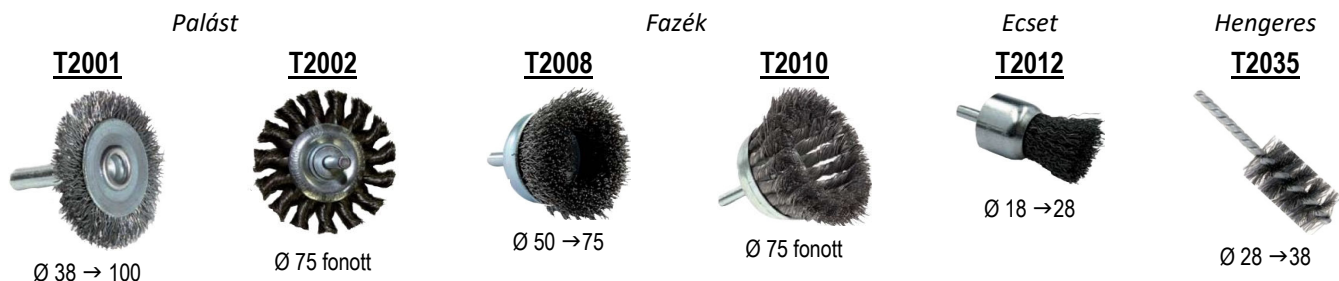 Palást Fazék Ecset Hengeres
T2001 T2002 T2008 T2010 T2012 T2035
Ø 38 → 100 Ø 75 fonott Ø 50 →75 Ø 75 fonott Ø 18 →28 Ø 28 →38